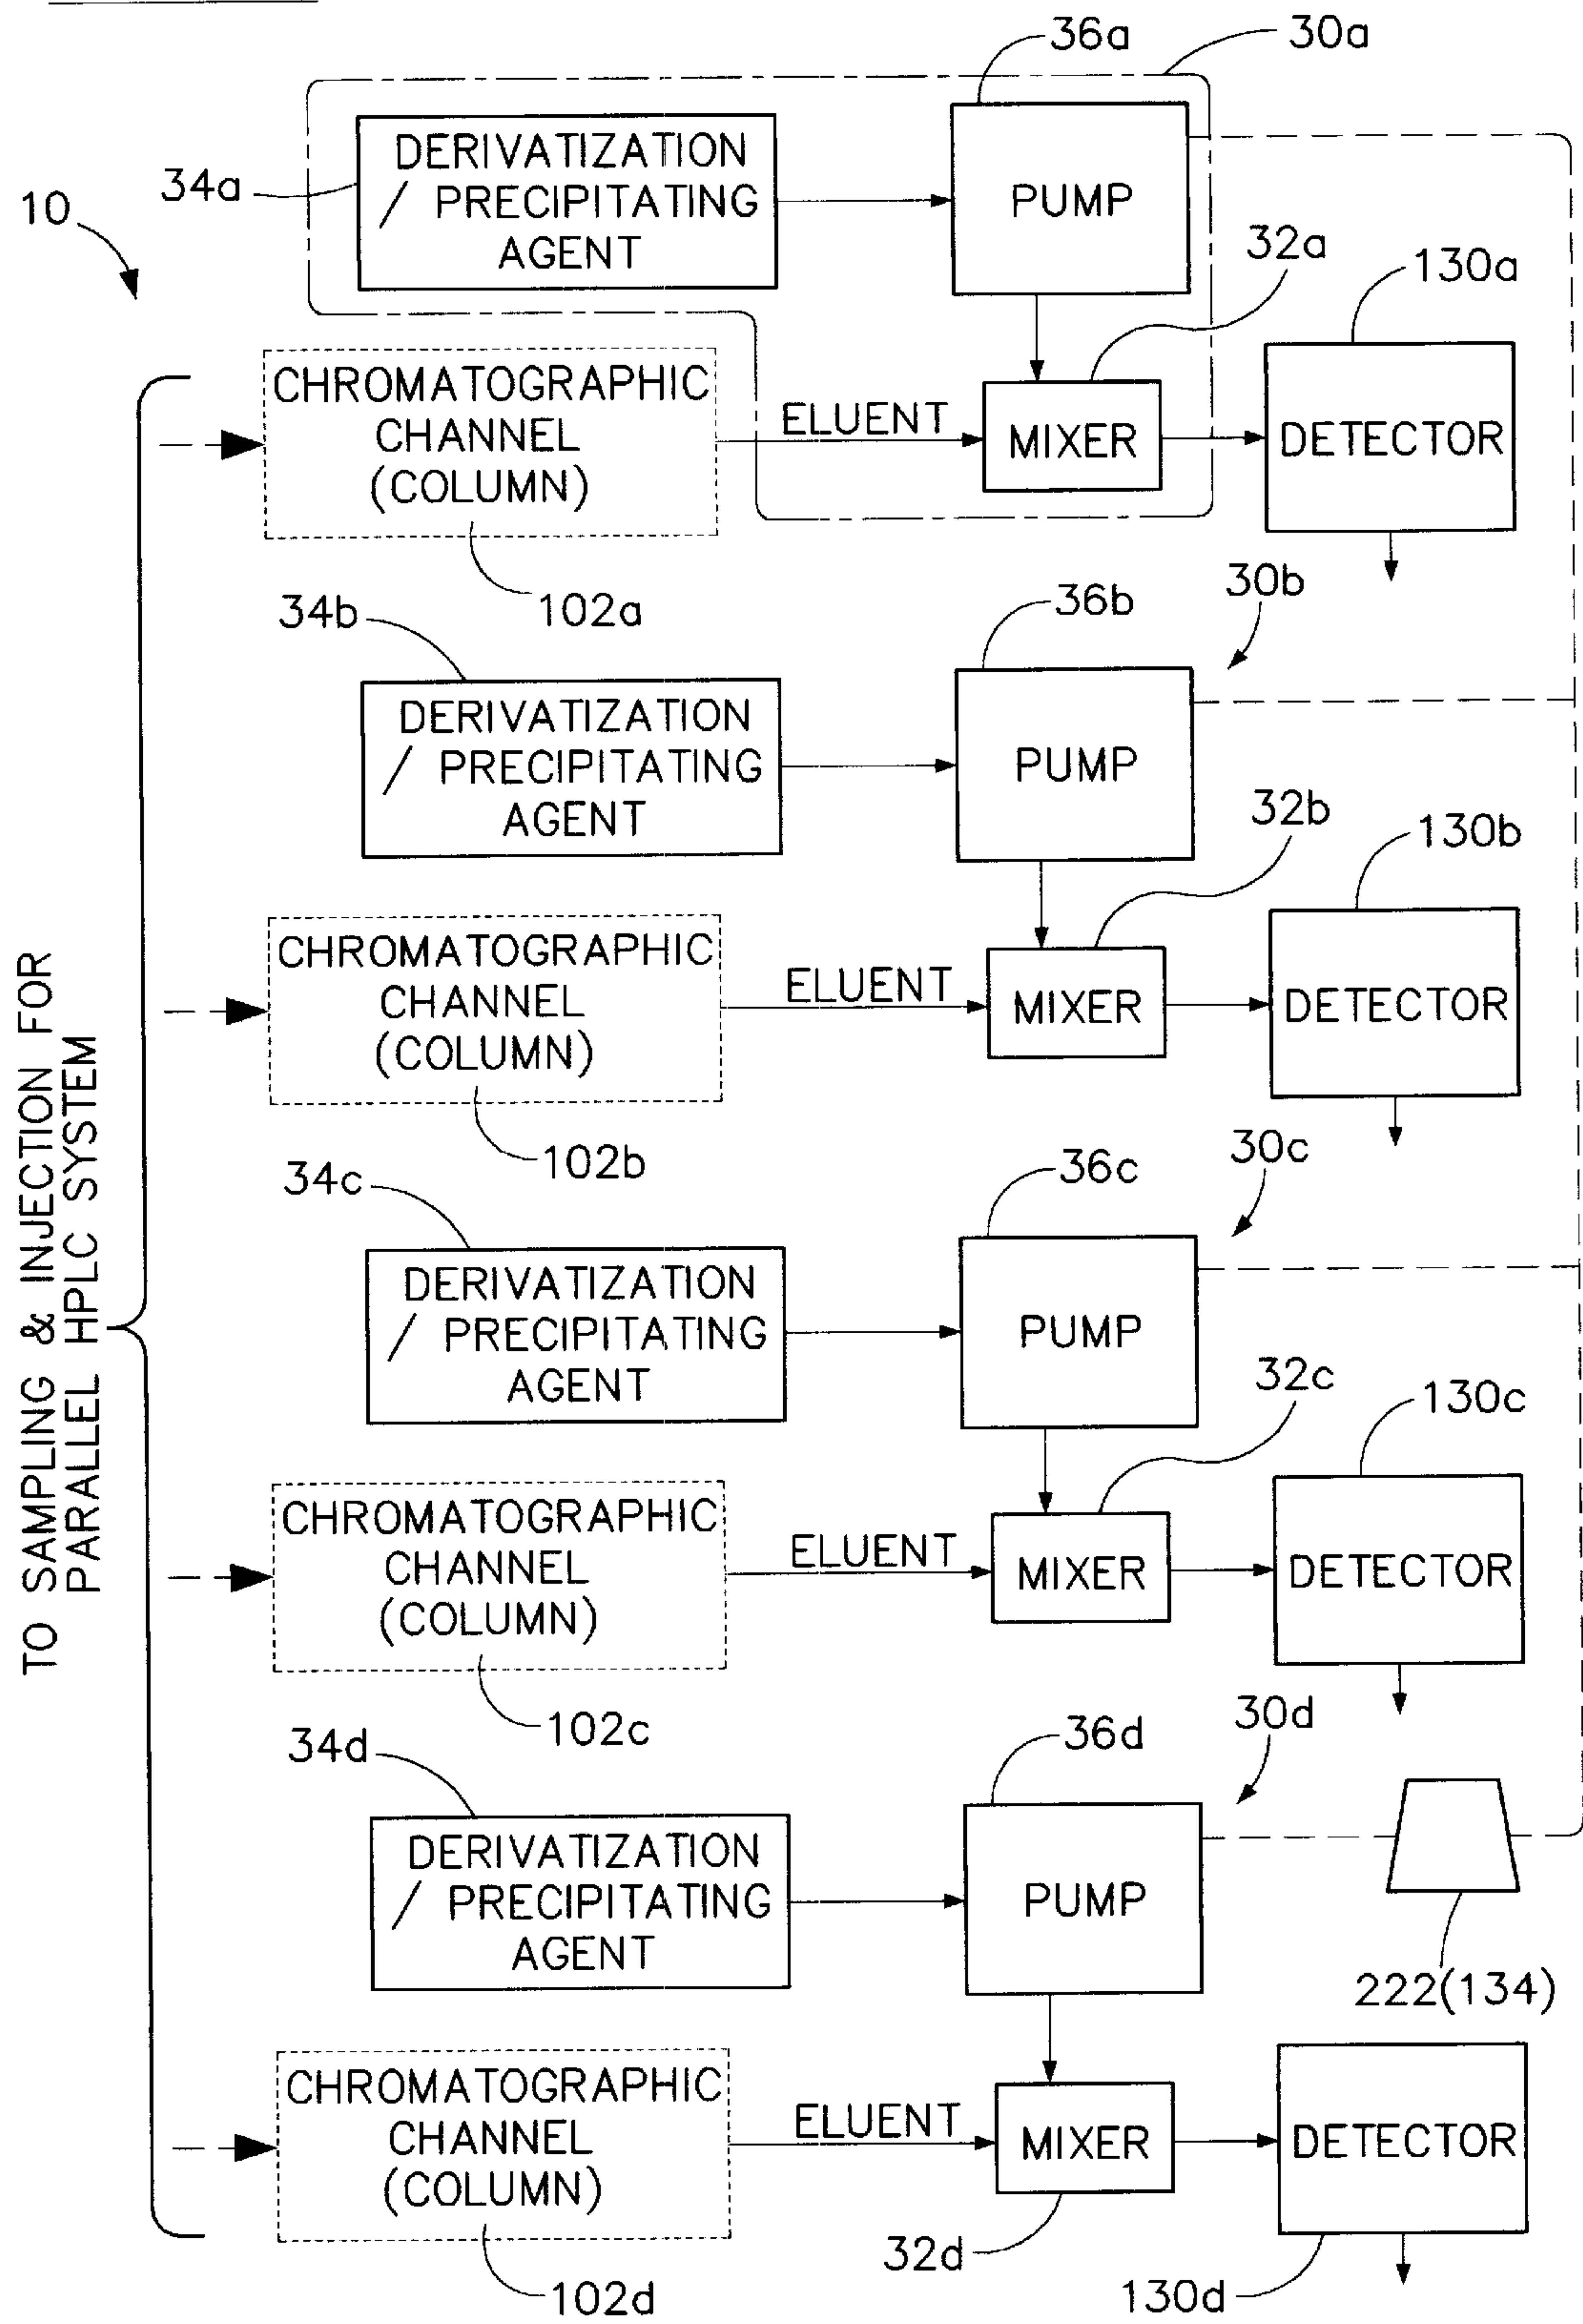 36a
30a
DERIVATIZATION
/ PRECIPITATING
AGENT
PUMP
34a
10
32a
130a
CHROMATOGRAPHIC
CHANNEL
(COLUMN)
ELUENT
MIXER
DETECTOR
102a
34b
36b
30b
DERIVATIZATION
/ PRECIPITATING
AGENT
PUMP
32b
130b
CHROMATOGRAPHIC
CHANNEL
(COLUMN)
ELUENT
MIXER
DETECTOR
102b
TO SAMPLING & INJECTION FOR
PARALLEL HPLC SYSTEM
34c
36c
30c
DERIVATIZATION
/ PRECIPITATING
AGENT
PUMP
32c
130c
CHROMATOGRAPHIC
CHANNEL
(COLUMN)
ELUENT
MIXER
DETECTOR
102c
34d
36d
30d
DERIVATIZATION
/ PRECIPITATING
AGENT
PUMP
222(134)
CHROMATOGRAPHIC
CHANNEL
(COLUMN)
ELUENT
MIXER
DETECTOR
32d
102d
130d